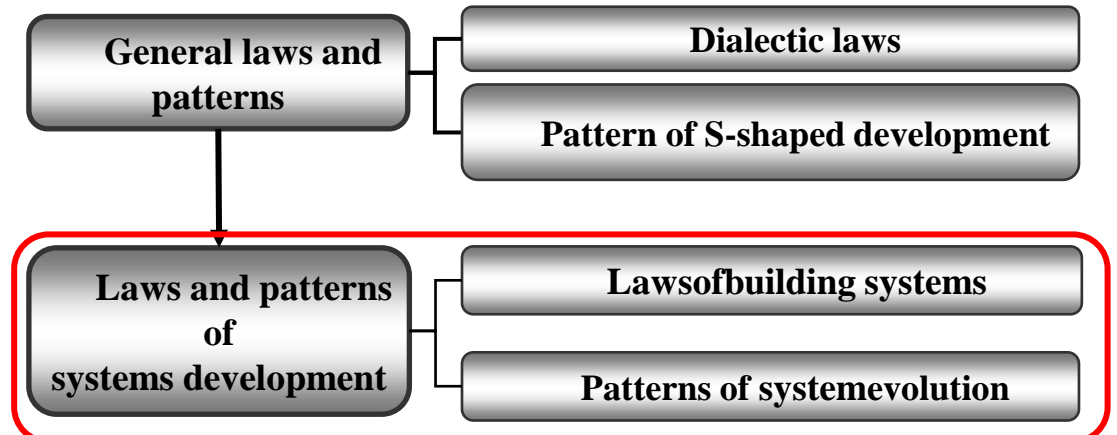 General laws and
patterns
Dialectic laws
Pattern of S-shaped development
Laws and patterns
of
systems development
Lawsofbuilding systems
Patterns of systemevolution